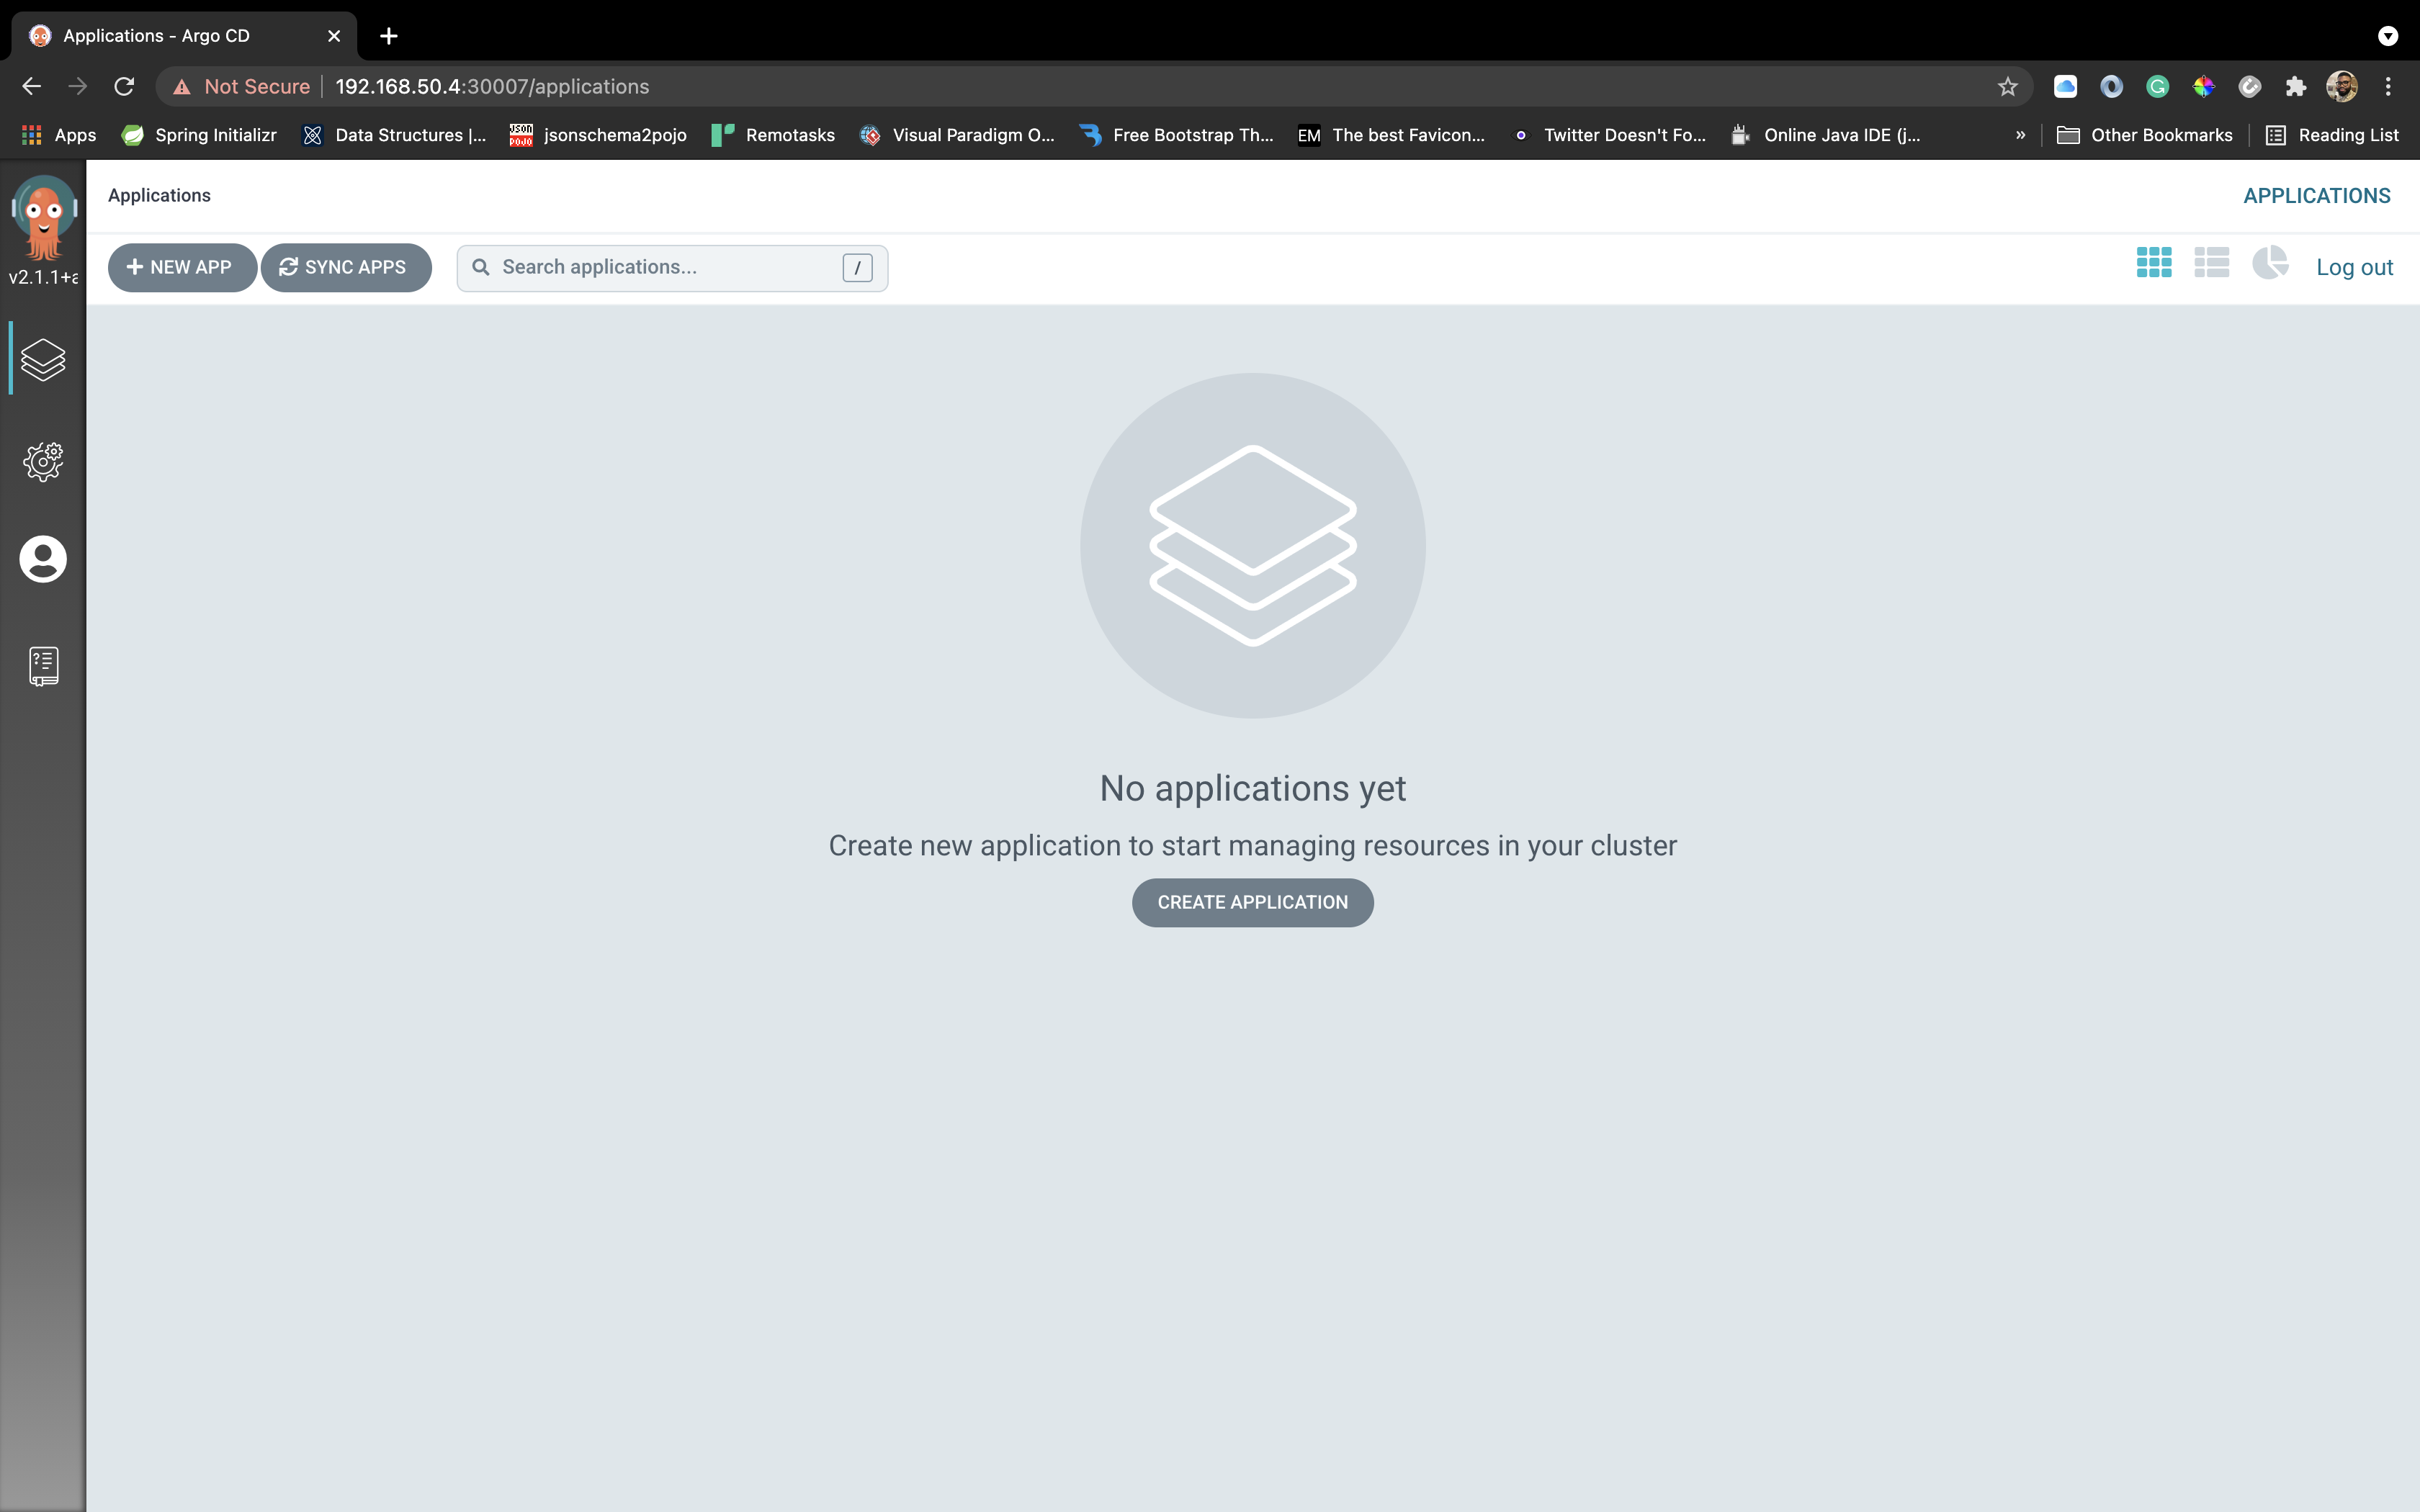 Applications - Argo CD
Not Secure 192.168.50.4:30007/applications
Apps Spring Initializr Data Structures |... JSON POJO jsonschema2pojo Remotasks Visual Paradigm O... Free Bootstrap Th... EM The best Favicon... Twitter Doesn't Fo... Online Java IDE (j... » Other Bookmarks Reading List
Applications APPLICATIONS
v2.1.1+a
NEW APP SYNC APPS Search applications... / Log out
No applications yet
Create new application to start managing resources in your cluster
CREATE APPLICATION